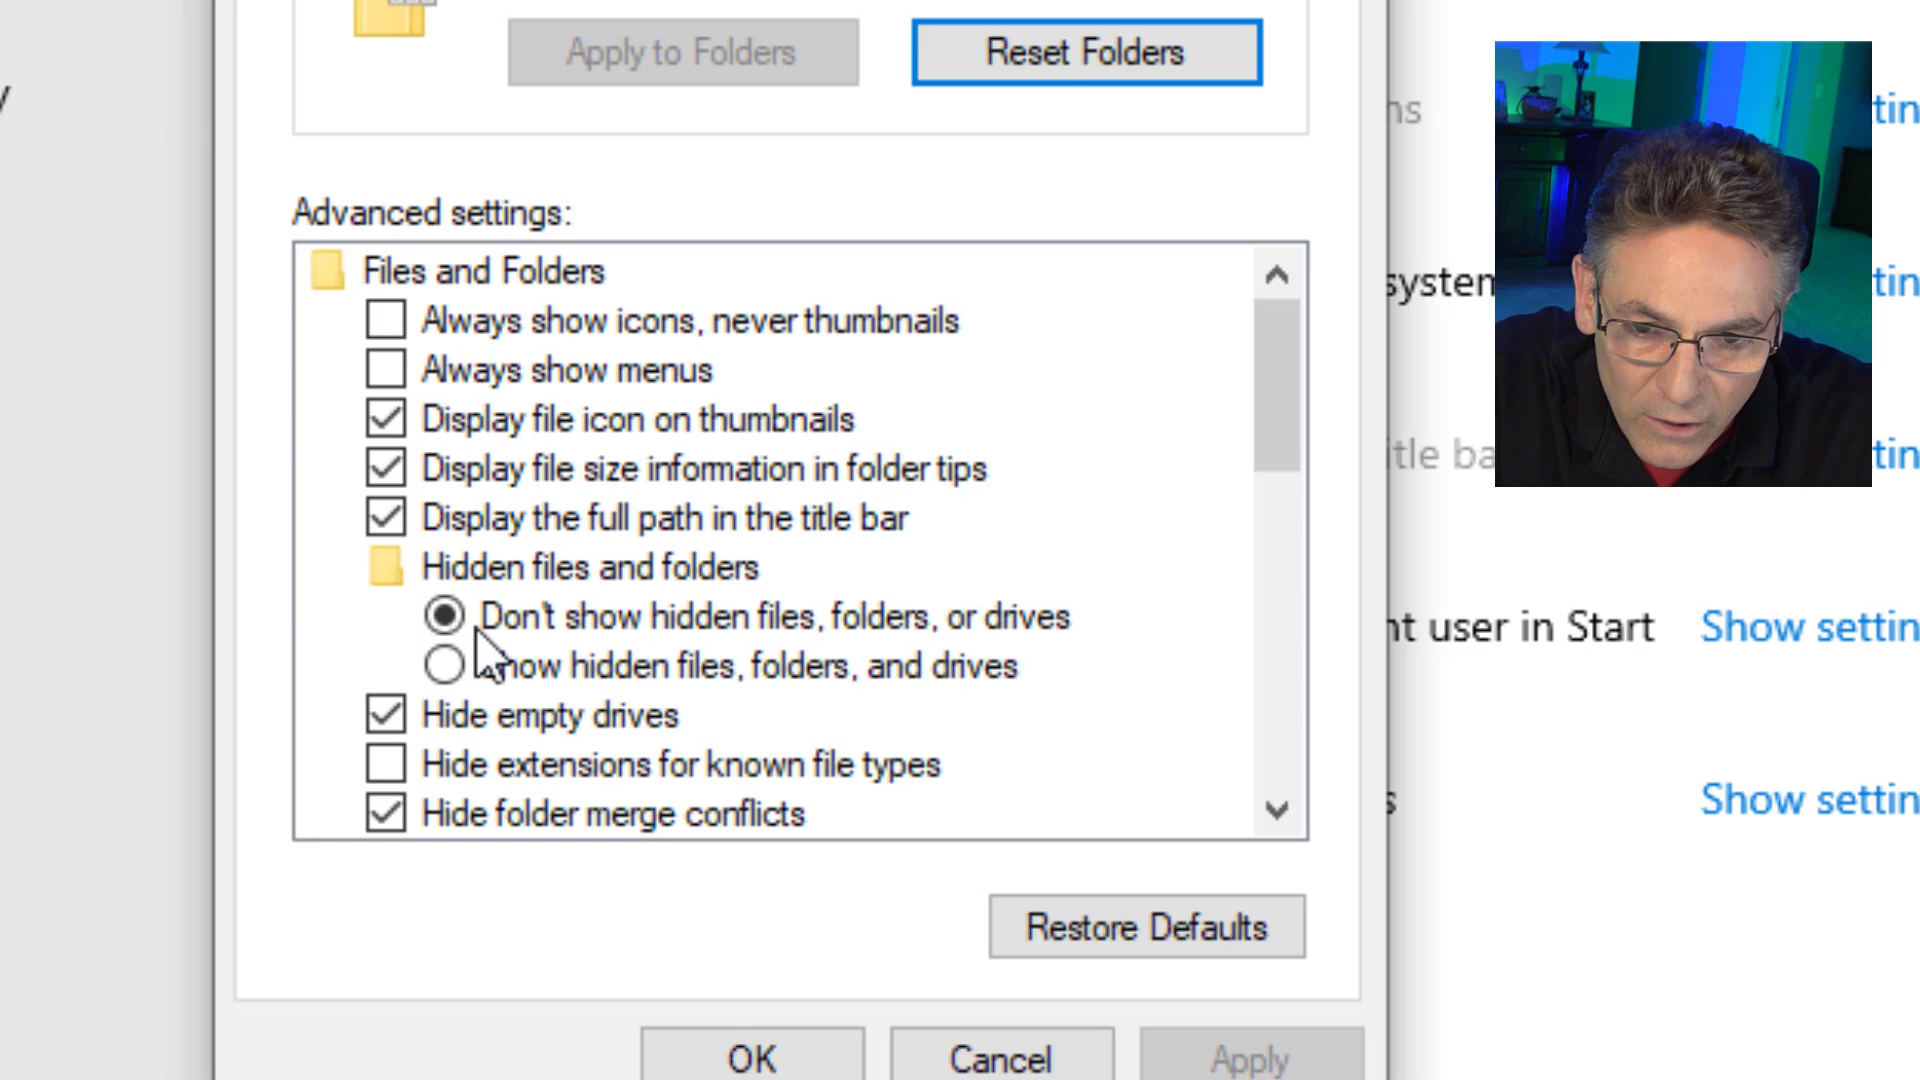 Apply to Folders
Reset Folders
Advanced settings:
Files and Folders
Always show icons, never thumbnails
Always show menus
Display file icon on thumbnails
Display file size information in folder tips
Display the full path in the title bar
Hidden files and folders
Don't show hidden files, folders, or drives
Show hidden files, folders, and drives
Hide empty drives
Hide extensions for known file types
Hide folder merge conflicts
Restore Defaults
OK
Cancel
Apply
y
ns
tin
system
tin
itle ba
tin
nt user in Start
Show settin
s
Show settin